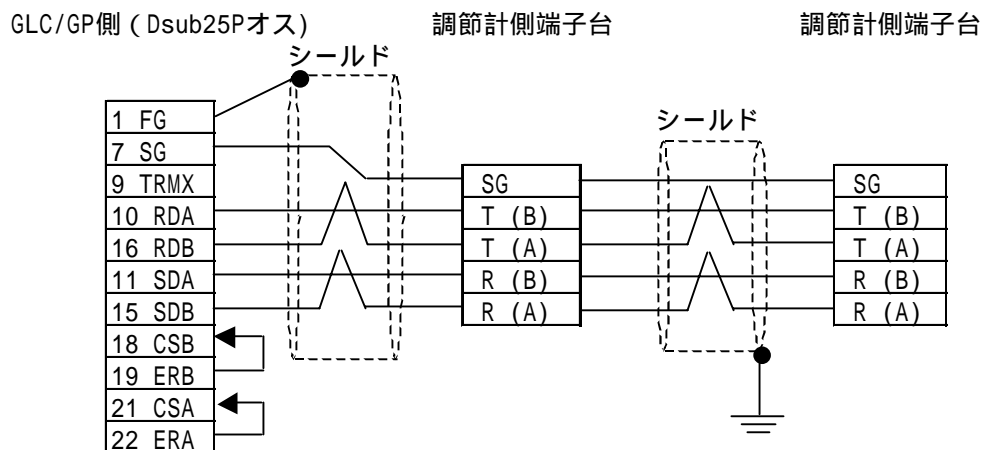 GLC/GP側 (Dsub25Pオス)
調節計側端子台
調節計側端子台
シールド
シールド
1 FG
7 SG
9 TRMX
10 RDA
16 RDB
11 SDA
15 SDB
18 CSB
19 ERB
21 CSA
22 ERA
SG
T (B)
T (A)
R (B)
R (A)
SG
T (B)
T (A)
R (B)
R (A)